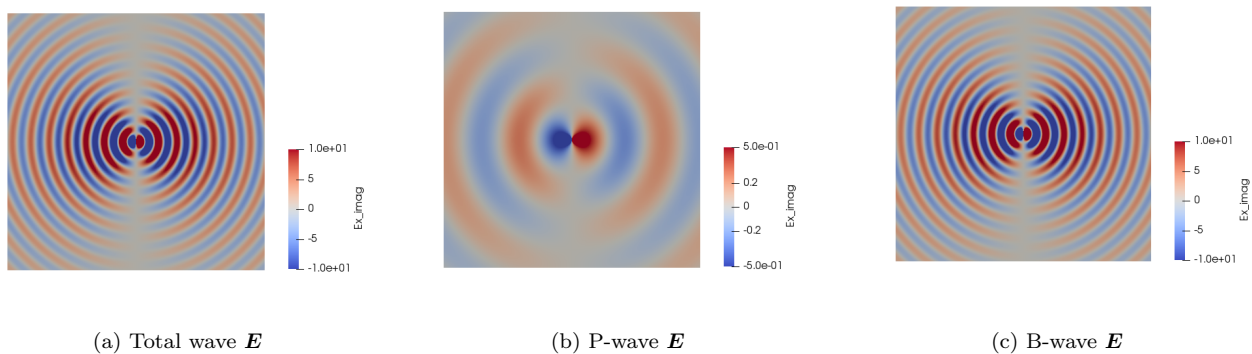 1.0e+01
5
0
-5
-1.0e+01
Ex_imag
5.0e-01
0.2
0
-0.2
-5.0e-01
Ex_imag
1.0e+01
5
0
-5
-1.0e+01
Ex_imag
(a) Total wave E
(b) P-wave E
(c) B-wave E